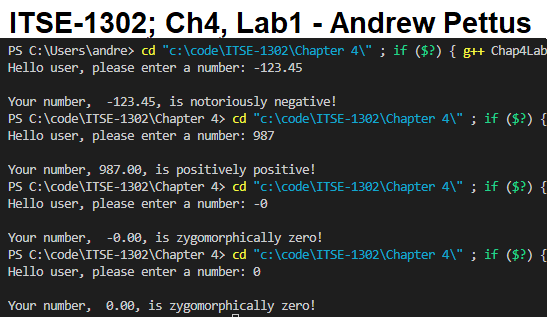 ITSE-1302; Ch4, Lab1 - Andrew Pettus
PS C:\Users\andre> cd "c:\code\ITSE-1302\Chapter 4\" ; if ($?) { g++ Chap4Lab
Hello user, please enter a number: -123.45
Your number,  -123.45, is notoriously negative!
PS C:\code\ITSE-1302\Chapter 4> cd "c:\code\ITSE-1302\Chapter 4\" ; if ($?) {
Hello user, please enter a number: 987
Your number, 987.00, is positively positive!
PS C:\code\ITSE-1302\Chapter 4> cd "c:\code\ITSE-1302\Chapter 4\" ; if ($?) {
Hello user, please enter a number: -0
Your number,  -0.00, is zygomorphically zero!
PS C:\code\ITSE-1302\Chapter 4> cd "c:\code\ITSE-1302\Chapter 4\" ; if ($?) {
Hello user, please enter a number: 0
Your number,  0.00, is zygomorphically zero!